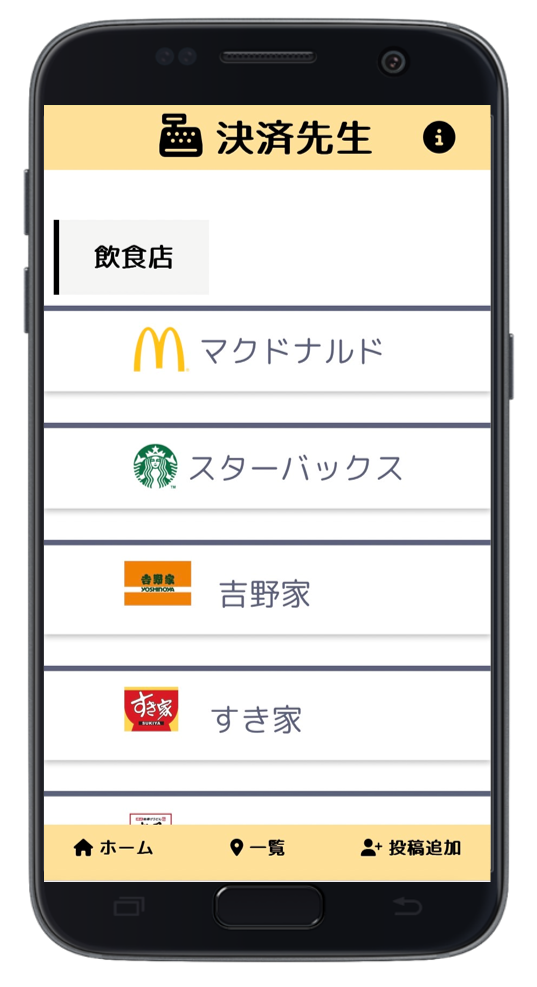 決済先生
飲食店
マクドナルド
スターバックス
吉野家
YOSHINOYA
吉野家
すき家
SUKIYA
すき家
ホーム
一覧
投稿追加